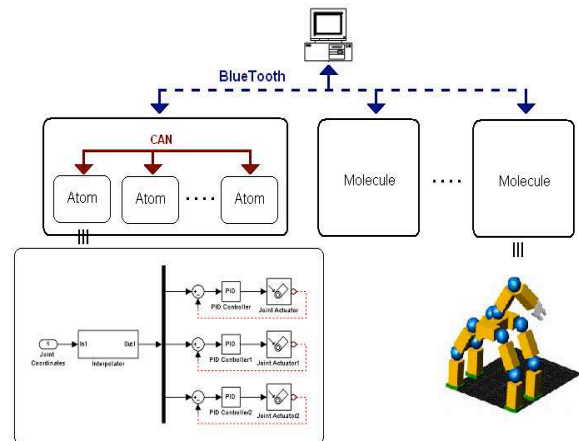 BlueTooth
CAN
Atom
Atom
....
Atom
Molecule
....
Molecule
1
Joint
Coordinates
In1
Out1
Interpolator
PID
PID Controller
Joint Actuator
PID
PID Controller1
Joint Actuator1
PID
PID Controller2
Joint Actuator2